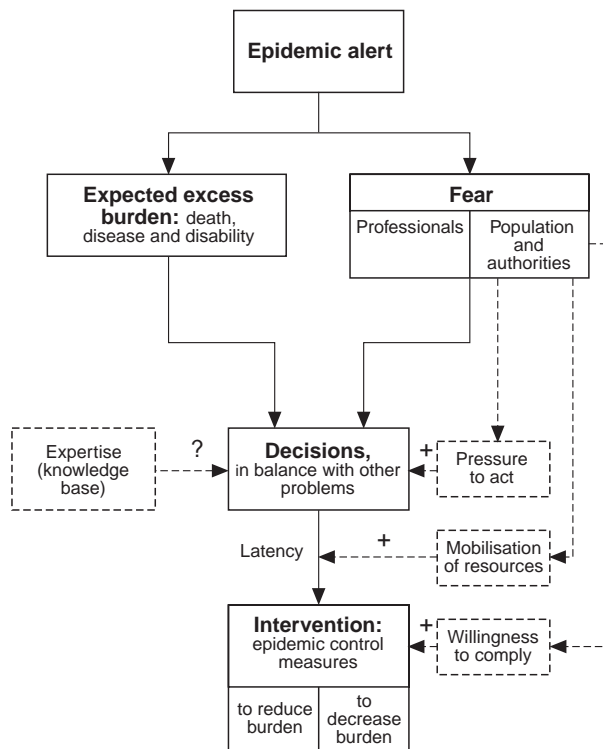 Epidemic alert
Expected excess
burden: death,
disease and disability
Fear
Professionals
Population
and
authorities
Expertise
(knowledge
base)
?
Decisions,
in balance with other
problems
+
Pressure
to act
Latency
+
Mobilisation
of resources
Intervention:
epidemic control
measures
+
Willingness
to comply
to reduce
burden
to
decrease
burden